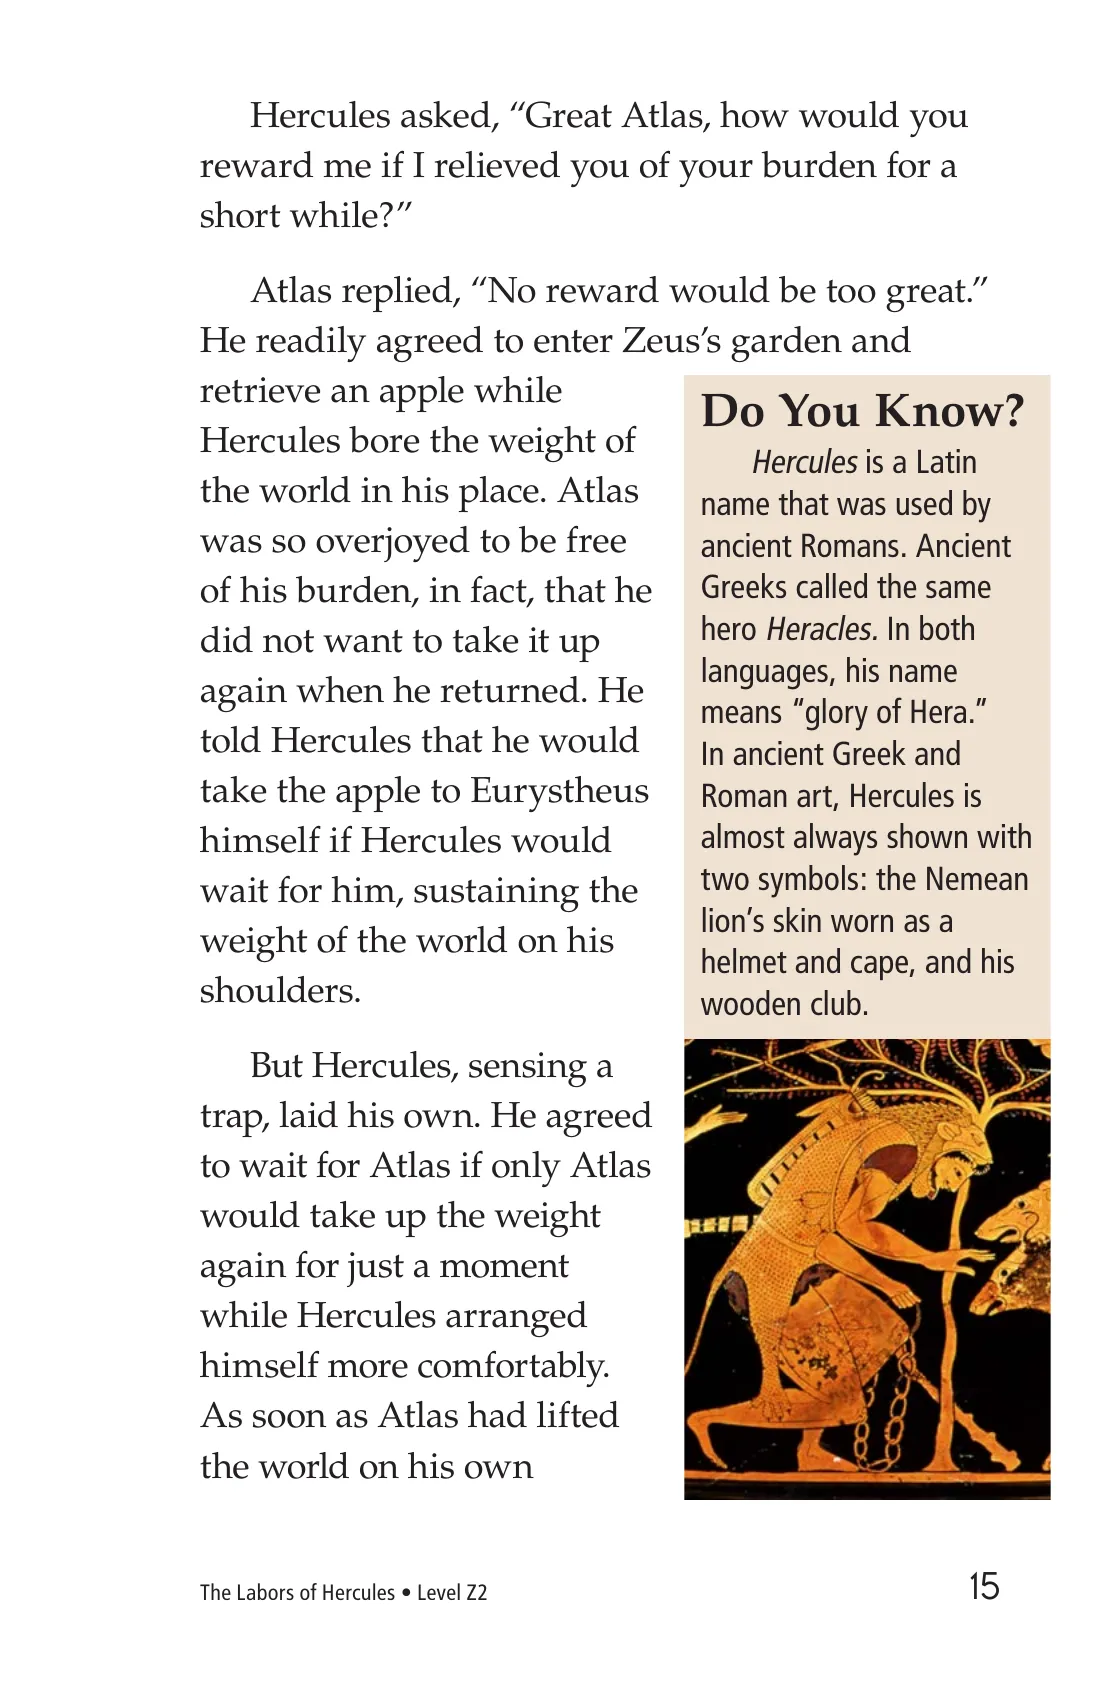 Hercules asked, “Great Atlas, how would you
reward me if I relieved you of your burden for a
short while?”
Atlas replied, “No reward would be too great.”
He readily agreed to enter Zeus’s garden and
retrieve an apple while
Hercules bore the weight of
the world in his place. Atlas
was so overjoyed to be free
of his burden, in fact, that he
did not want to take it up
again when he returned. He
told Hercules that he would
take the apple to Eurystheus
himself if Hercules would
wait for him, sustaining the
weight of the world on his
shoulders.
But Hercules, sensing a
trap, laid his own. He agreed
to wait for Atlas if only Atlas
would take up the weight
again for just a moment
while Hercules arranged
himself more comfortably.
As soon as Atlas had lifted
the world on his own
Do You Know?
Hercules is a Latin
name that was used by
ancient Romans. Ancient
Greeks called the same
hero Heracles. In both
languages, his name
means “glory of Hera.”
In ancient Greek and
Roman art, Hercules is
almost always shown with
two symbols: the Nemean
lion’s skin worn as a
helmet and cape, and his
wooden club.
The Labors of Hercules • Level Z2
15